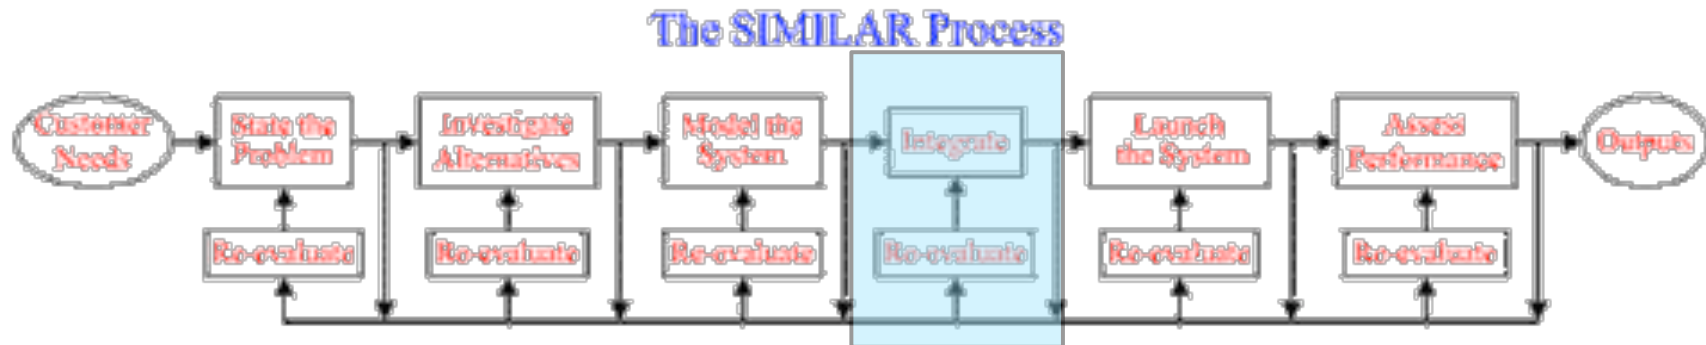 The SIMILAR Process
Customer
Needs
State the
Problem
Investigate
Alternatives
Model the
System
Integrate
Launch
the System
Assess
Performance
Outputs
Re-evaluate
Re-evaluate
Re-evaluate
Re-evaluate
Re-evaluate
Re-evaluate